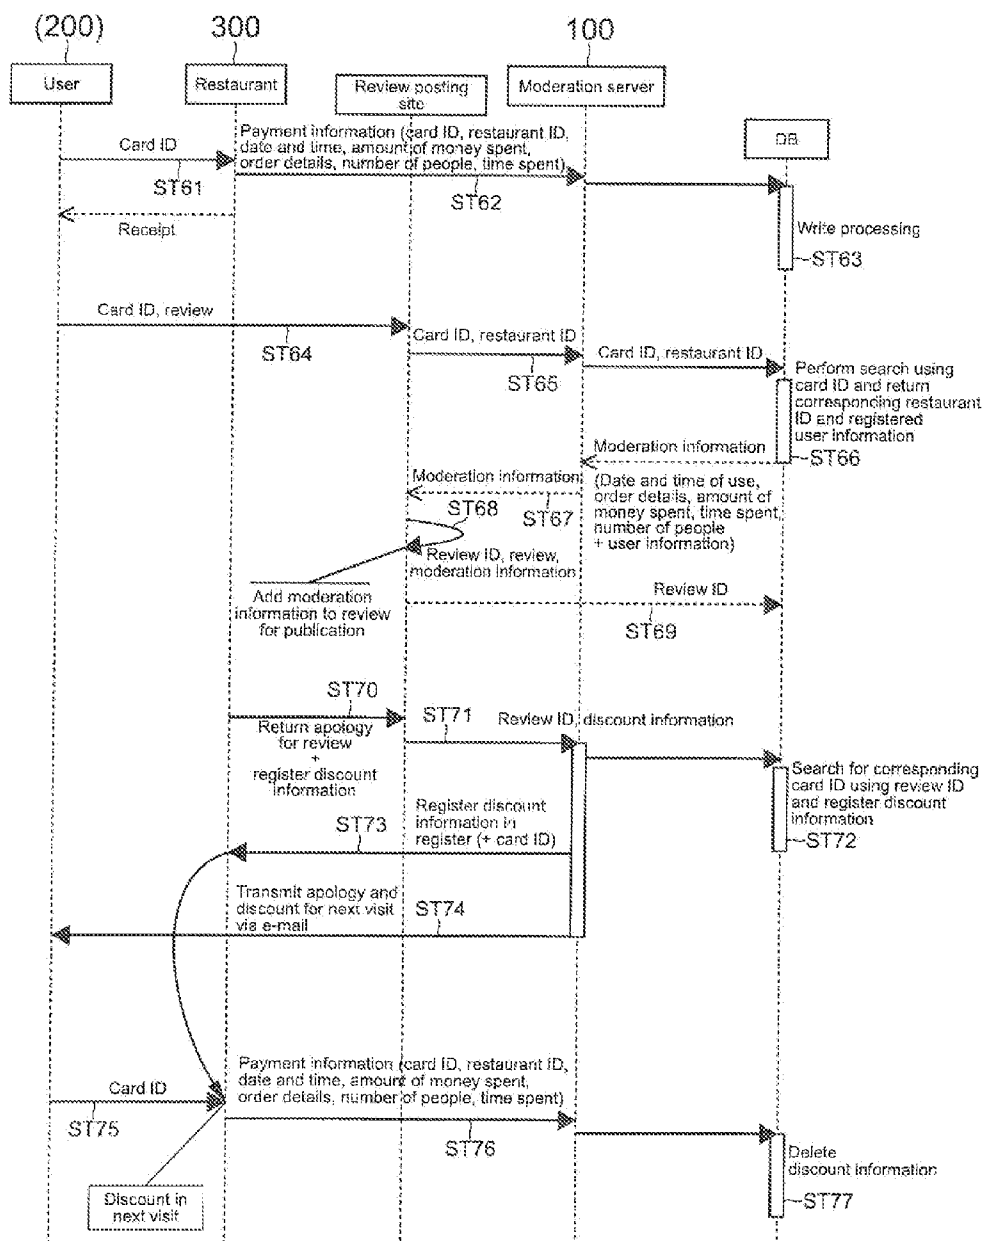 (200)
300
100
User
Restaurant
Review posting
site
Moderation server
DB
Card ID
ST61
Payment information (card ID, restaurant ID,
date and time, amount of money spent,
order details, number of people, time spent)
ST62
Receipt
Write processing
ST63
Card ID, review
ST64
Card ID, restaurant ID
ST65
Card ID, restaurant ID
Perform search using
card ID and return
corresponding restaurant
ID and registered
user information
ST66
Moderation information
Moderation information
(Date and time of use,
order details, amount of
money spent, time spent,
number of people
+ user information)
ST67
ST68
Review ID, review,
moderation information
Add moderation
information to review
for publication
Review ID
ST69
ST70
Return apology
for review
+
register discount
information
ST71
Review ID, discount information
Search for corresponding
card ID using review ID
and register discount
information
ST72
Register discount
information in
register (+ card ID)
ST73
Transmit apology and
discount for next visit
via e-mail
ST74
Payment information (card ID, restaurant ID,
date and time, amount of money spent,
order details, number of people, time spent)
Card ID
ST75
ST76
Delete
discount information
ST77
Discount in
next visit